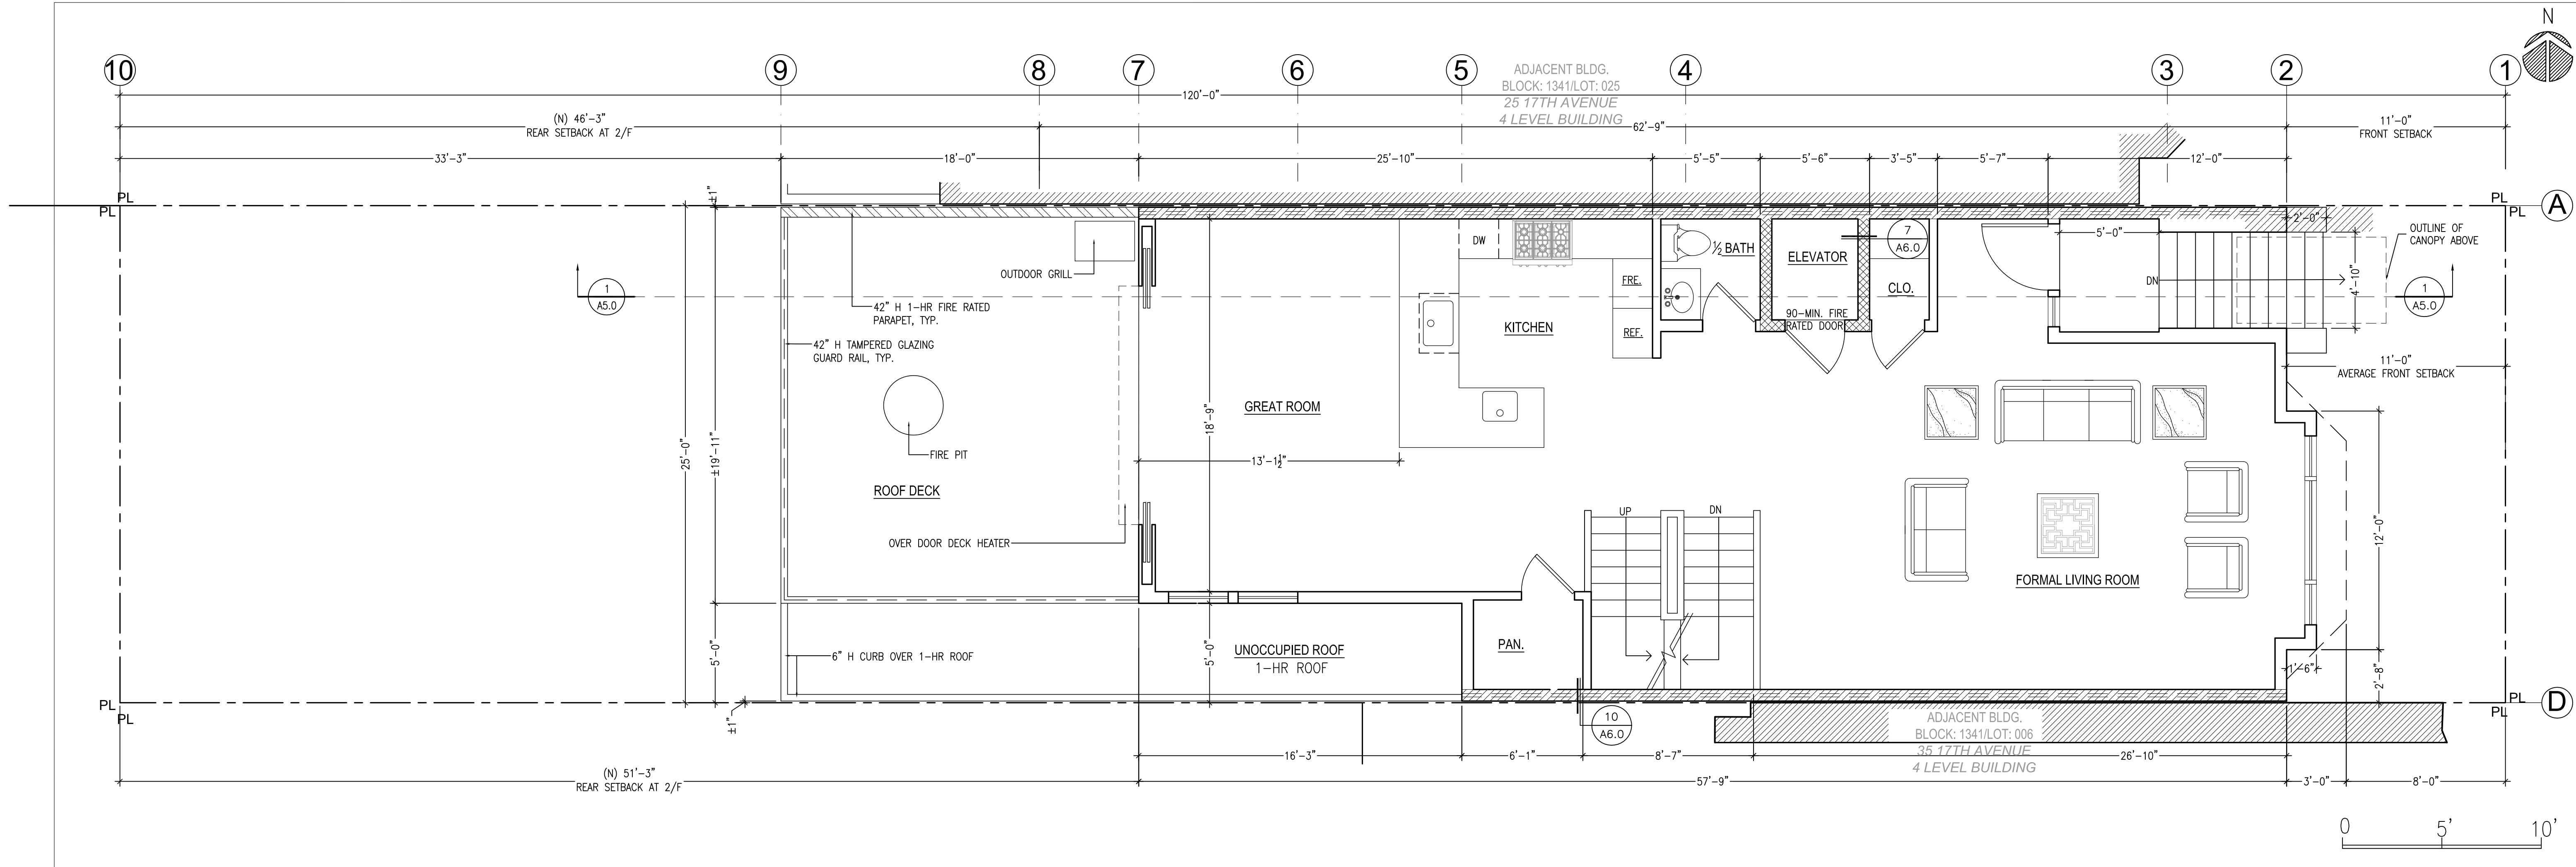 N
10
9
8
7
6
5
4
3
2
1
ADJACENT BLDG.
BLOCK: 1341/LOT: 025
25 17TH AVENUE
4 LEVEL BUILDING
120'-0"
(N) 46'-3"
REAR SETBACK AT 2/F
62'-9"
11'-0"
FRONT SETBACK
33'-3"
18'-0"
25'-10"
5'-5"
5'-6"
3'-5"
5'-7"
12'-0"
±1"
PL
PL
PL
PL
A
2'-0"
5'-0"
OUTLINE OF
CANOPY ABOVE
DW
½ BATH
ELEVATOR
7
A6.0
OUTDOOR GRILL
FRE.
CLO.
DN
4'-10"
1
A5.0
1
A5.0
42" H 1-HR FIRE RATED
PARAPET, TYP.
KITCHEN
REF.
90-MIN. FIRE
RATED DOOR
42" H TAMPERED GLAZING
GUARD RAIL, TYP.
11'-0"
AVERAGE FRONT SETBACK
GREAT ROOM
18'-9"
25'-0"
±19'-11"
FIRE PIT
13'-1½"
ROOF DECK
UP
DN
12'-0"
OVER DOOR DECK HEATER
FORMAL LIVING ROOM
5'-0"
6" H CURB OVER 1-HR ROOF
5'-0"
UNOCCUPIED ROOF
1-HR ROOF
PAN.
1'-6"
2'-8"
PL
PL
±1"
PL
PL
D
10
A6.0
ADJACENT BLDG.
BLOCK: 1341/LOT: 006
35 17TH AVENUE
4 LEVEL BUILDING
16'-3"
6'-1"
8'-7"
26'-10"
(N) 51'-3"
REAR SETBACK AT 2/F
57'-9"
3'-0"
8'-0"
0
5'
10'